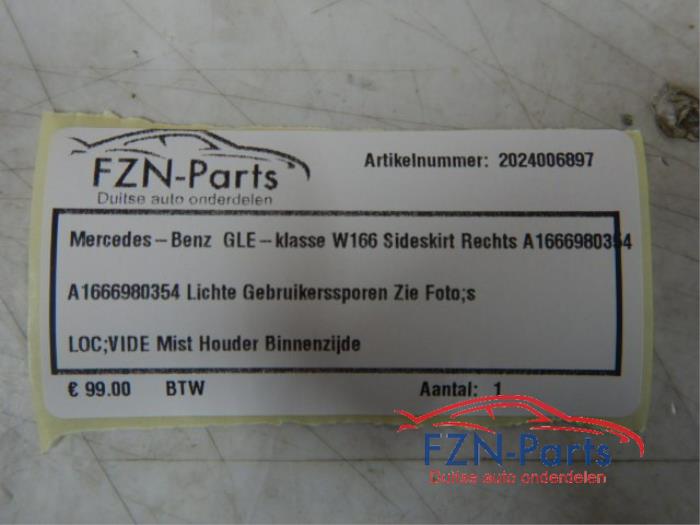 FZN-Parts
Duitse auto onderdelen
Artikelnummer: 2024006897
Mercedes-Benz GLE-klasse W166 Sideskirt Rechts A1666980354
A1666980354 Lichte Gebruikerssporen Zie Foto;s
LOC;VIDE Mist Houder Binnenzijde
€ 99.00 BTW Aantal: 1
FZN-Parts
Duitse auto onderdelen